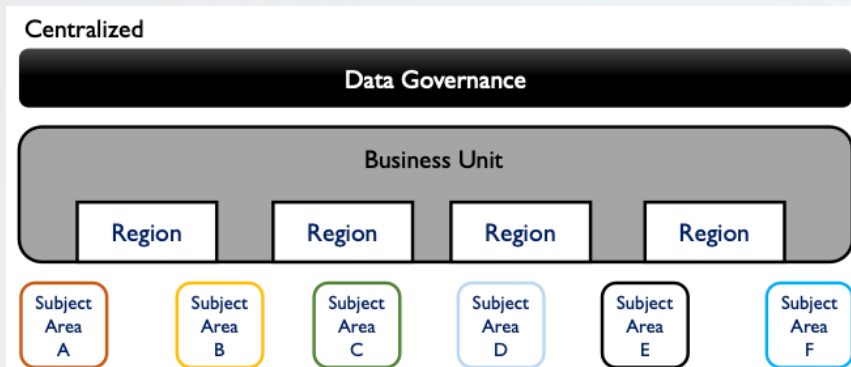 Centralized
Data Governance
Business Unit
Region Region Region Region
Subject Subject Subject Subject Subject Subject
Area Area Area Area Area Area
A B C D E F